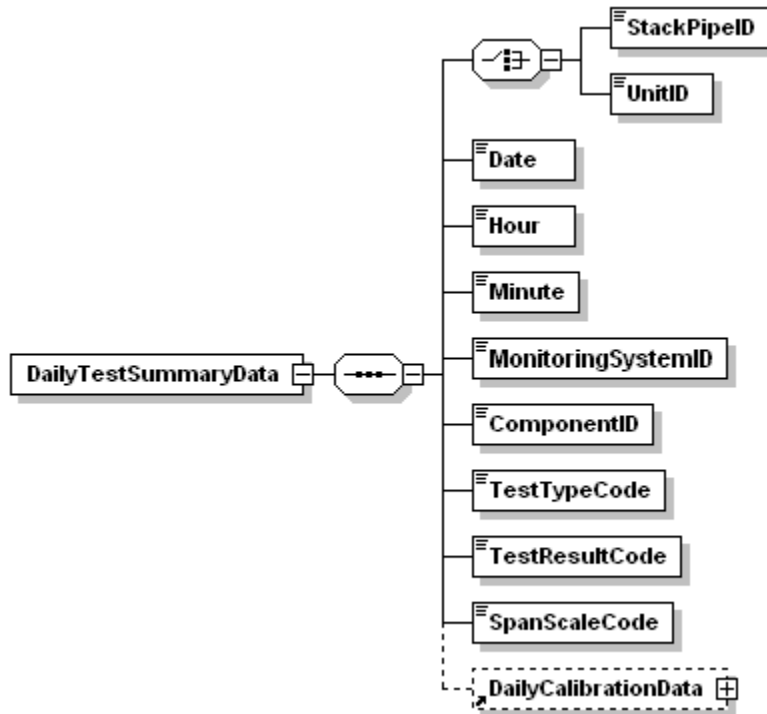 StackPipeID
UnitID
Date
Hour
Minute
DailyTestSummaryData
MonitoringSystemID
ComponentID
TestTypeCode
TestResultCode
SpanScaleCode
DailyCalibrationData